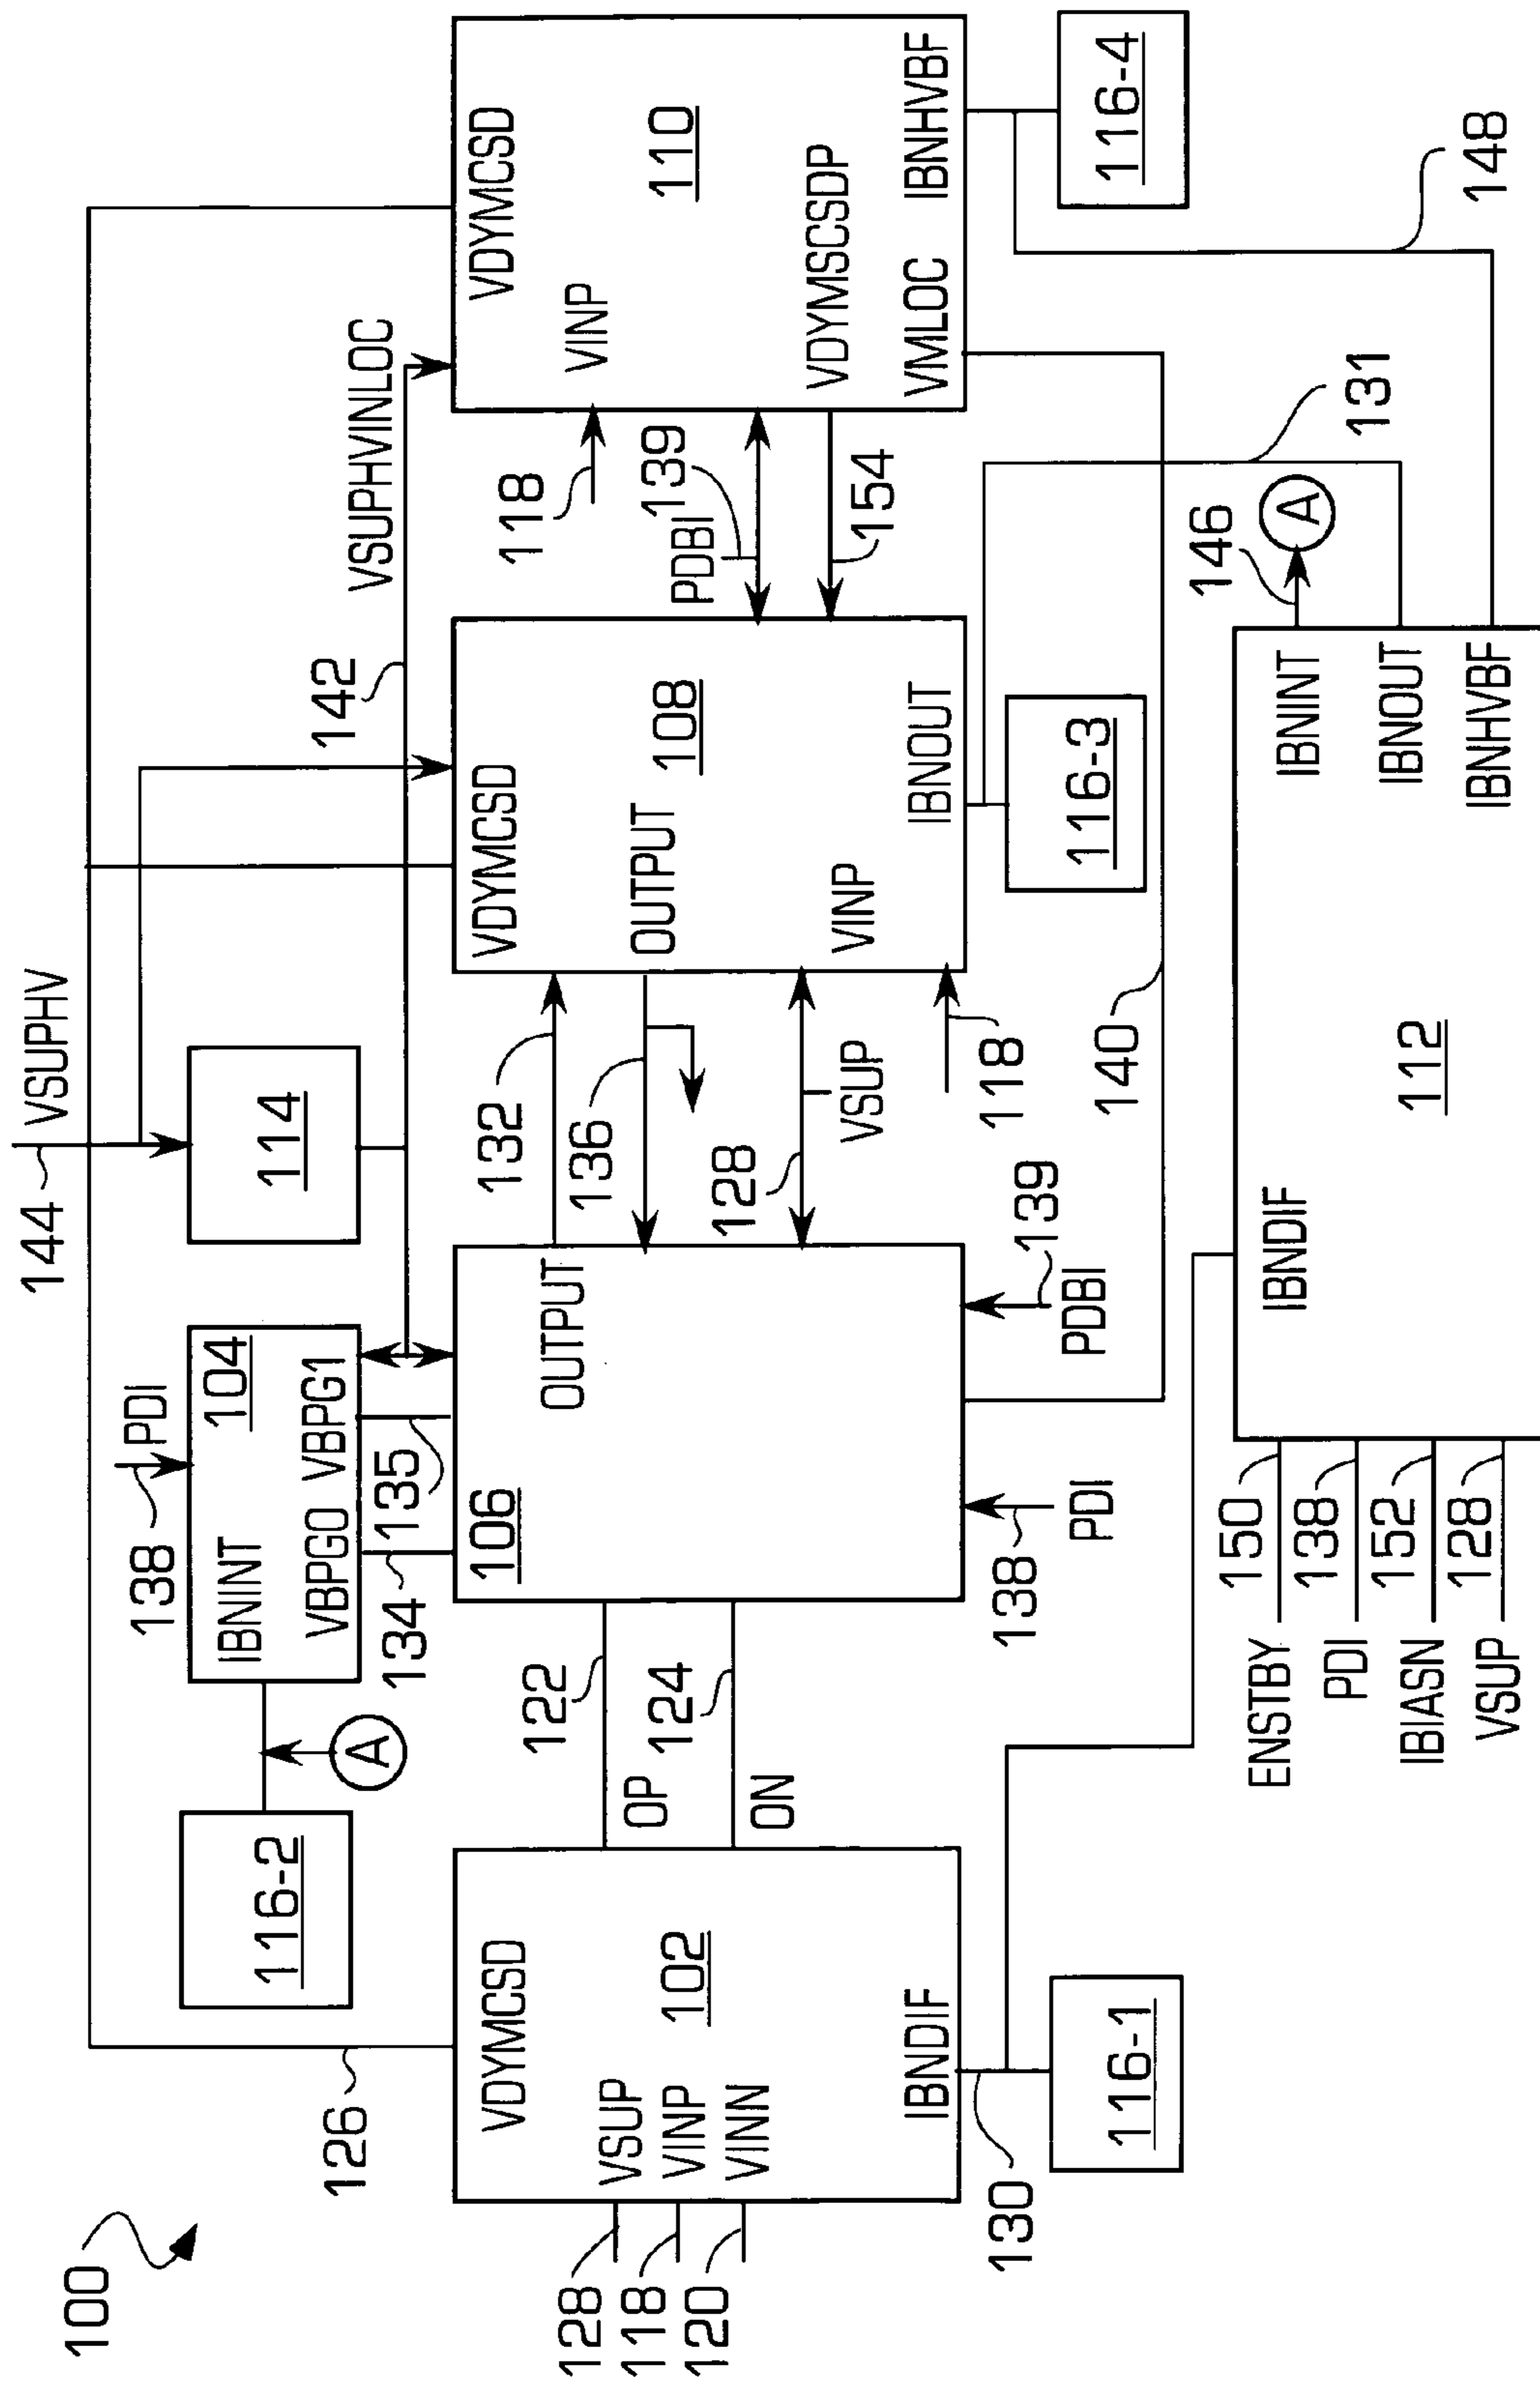 100
144
VSUPHV
126
142
VSUPHVINLOC
116-2
A
138
PDI
104
IBNINT
VBPG0 VBPG1
134
135
114
128
118
120
VDYMCSD
102
VSUP
VINP
VINN
IBNDIF
130
116-1
122
OP
124
ON
106
OUTPUT
138
PDI
139
PDBI
132
136
128
VSUP
118
140
VDYMCSD
108
OUTPUT
VINP
IBNOUT
116-3
118
139
PDBI
154
VDYMCSD
110
VINP
VDYMSCSDP
VMLOC IBNHVBF
116-4
148
131
146
A
ENSTBY 150
PDI 138
IBIASN 152
VSUP 128
IBNDIF
112
IBNINT
IBNOUT
IBNHVBF